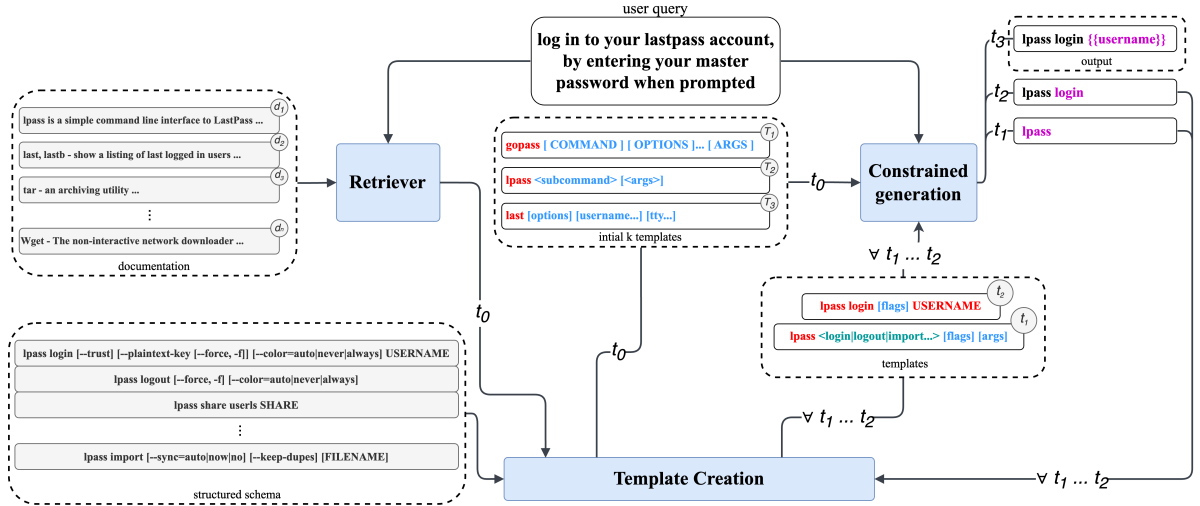 user query
log in to your lastpass account,
by entering your master
password when prompted
t3
lpass login {{username}}
output
t2
lpass login
t1
lpass
d1
lpass is a simple command line interface to LastPass ...
d2
last, lastb - show a listing of last logged in users ...
d3
tar - an archiving utility ...
⋮
dn
Wget - The non-interactive network downloader ...
documentation
Retriever
T1
gopass [ COMMAND ] [ OPTIONS ]... [ ARGS ]
T2
lpass <subcommand> [<args>]
T3
last [options] [username...] [tty...]
intial k templates
t0
Constrained
generation
∀ t1 ... t2
t2
lpass login [flags] USERNAME
t1
lpass <login|logout|import...> [flags] [args]
templates
t0
t0
lpass login [--trust] [--plaintext-key [--force, -f]] [--color=auto|never|always] USERNAME
lpass logout [--force, -f] [--color=auto|never|always]
lpass share userls SHARE
⋮
lpass import [--sync=auto|now|no] [--keep-dupes] [FILENAME]
structured schema
∀ t1 ... t2
Template Creation
∀ t1 ... t2